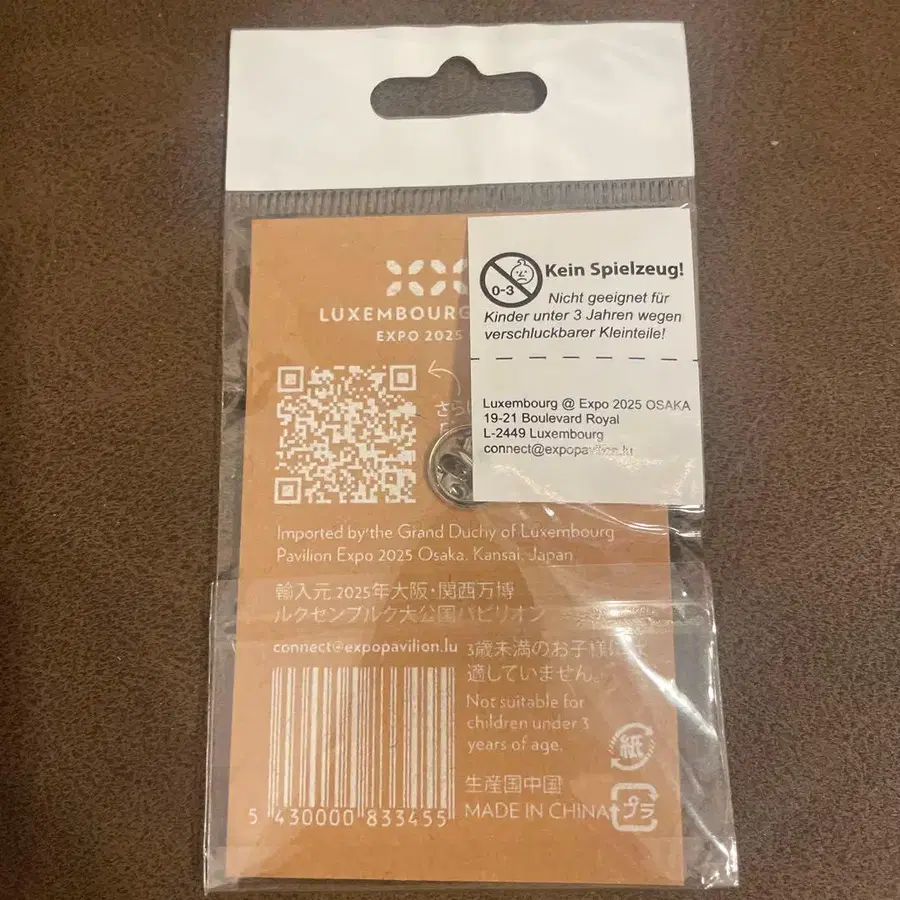 LUXEMBOURG
EXPO 2025
0-3
Kein Spielzeug!
Nicht geeignet für
Kinder unter 3 Jahren wegen
verschluckbarer Kleinteile!
Luxembourg @ Expo 2025 OSAKA
19-21 Boulevard Royal
L-2449 Luxembourg
connect@expopavilion.lu
さら
Imported by the Grand Duchy of Luxembourg
Pavilion Expo 2025 Osaka, Kansai, Japan
輸入元:2025年大阪・関西万博
ルクセンブルク大公国パビリオン
connect@expopavilion.lu
3歳未満のお子様には
適していません。
Not suitable for
children under 3
years of age.
紙
生産国中国
MADE IN CHINA
プラ
5 430000 833455